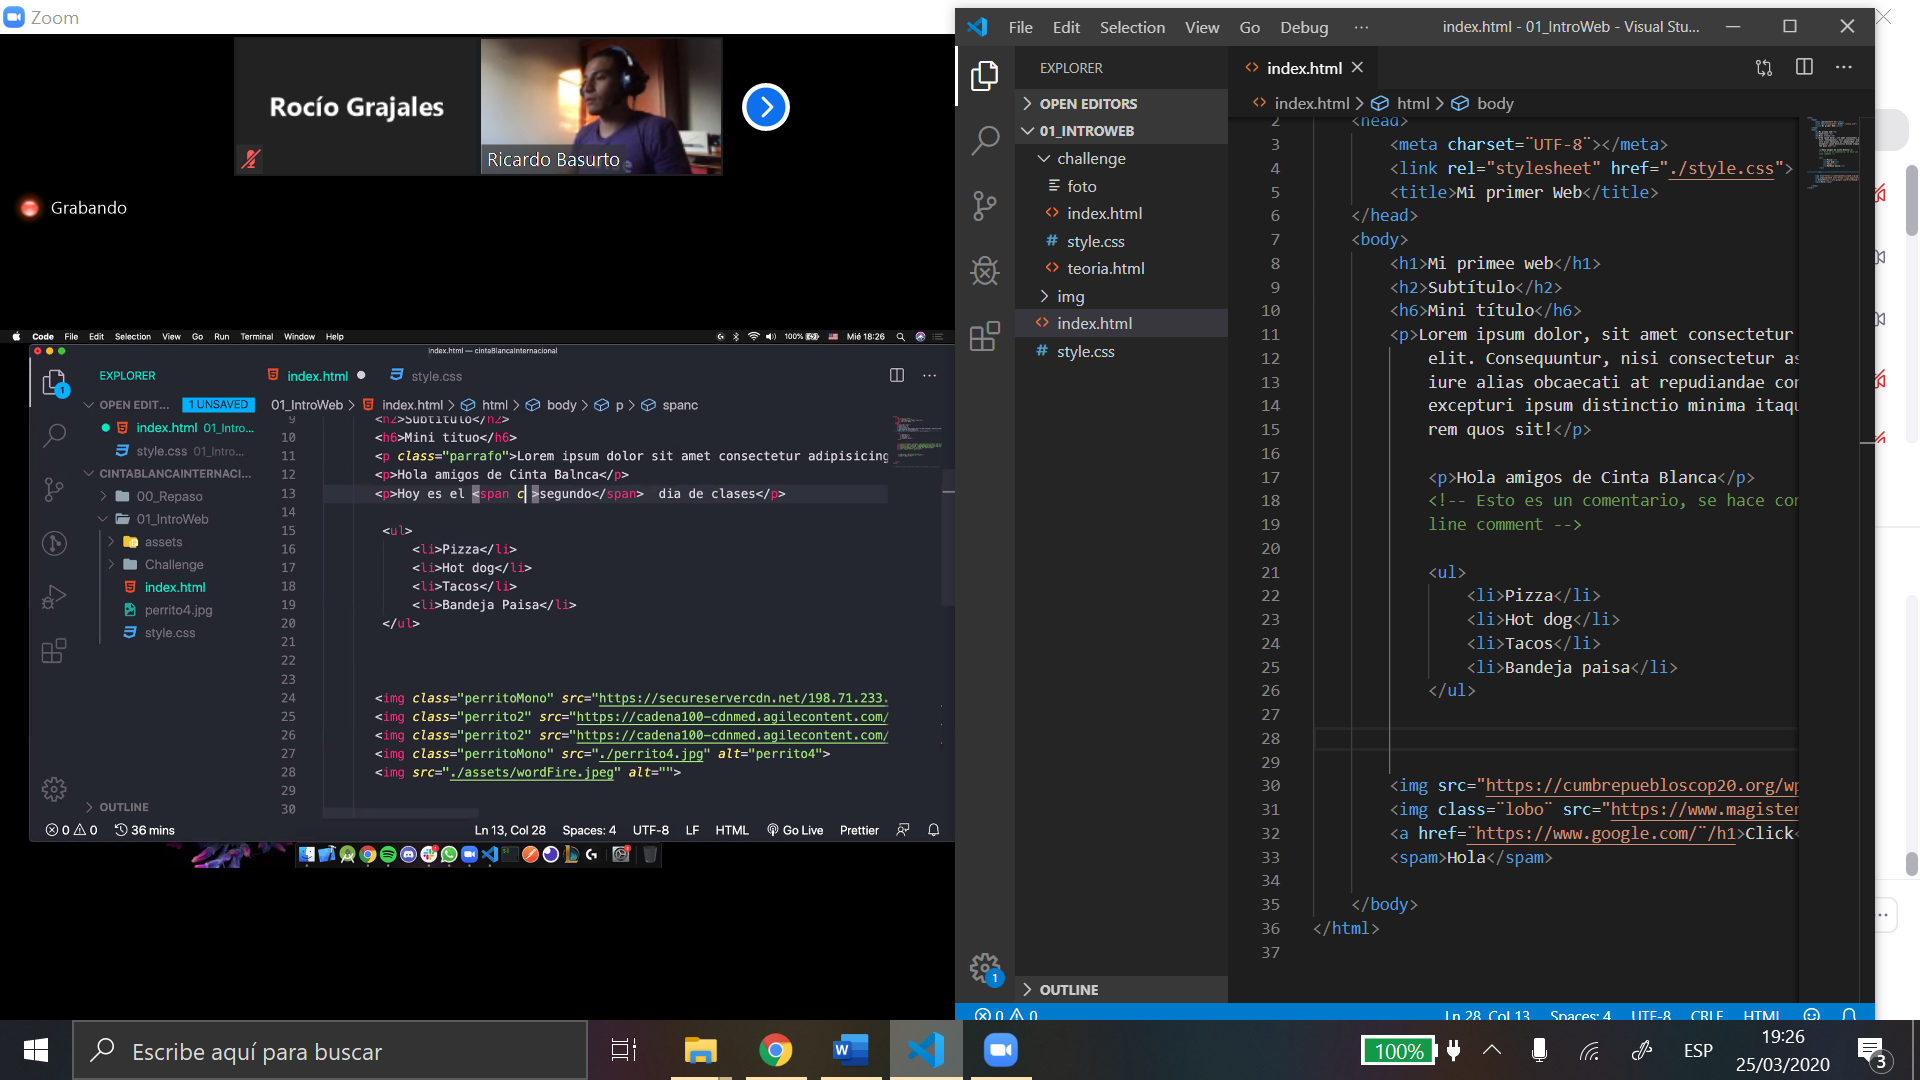 Zoom
Rocío Grajales
Ricardo Basurto
Grabando
Code File Edit Selection View Go Run Terminal Window Help
100% Mié 18:26
index.html — cintaBlancaInternacional
EXPLORER
index.html
style.css
OPEN EDIT... 1 UNSAVED
index.html 01_Intro...
style.css 01_Intro...
CINTABLANCAINTERNACI...
00_Repaso
01_IntroWeb
assets
Challenge
index.html
perrito4.jpg
style.css
OUTLINE
01_IntroWeb > index.html > html > body > p > spanc
9 <h2>Subtitulo</h2>
10 <h6>Mini tituo</h6>
11 <p class="parrafo">Lorem ipsum dolor sit amet consectetur adipisicing
12 <p>Hola amigos de Cinta Balnca</p>
13 <p>Hoy es el <span c >segundo</span>  dia de clases</p>
14
15 <ul>
16 <li>Pizza</li>
17 <li>Hot dog</li>
18 <li>Tacos</li>
19 <li>Bandeja Paisa</li>
20 </ul>
21
22
23
24 <img class="perritoMono" src="https://secureservercdn.net/198.71.233.
25 <img class="perrito2" src="https://cadena100-cdnmed.agilecontent.com/
26 <img class="perrito2" src="https://cadena100-cdnmed.agilecontent.com/
27 <img class="perritoMono" src="./perrito4.jpg" alt="perrito4">
28 <img src="./assets/wordFire.jpeg" alt="">
29
30
0 0 36 mins
Ln 13, Col 28 Spaces: 4 UTF-8 LF HTML Go Live Prettier
File Edit Selection View Go Debug ··· index.html - 01_IntroWeb - Visual Stu...
EXPLORER
OPEN EDITORS
01_INTROWEB
challenge
foto
index.html
style.css
teoria.html
img
index.html
style.css
OUTLINE
1
index.html
index.html > html > body
2 <head>
3 <meta charset=¨UTF-8¨></meta>
4 <link rel="stylesheet" href="./style.css">
5 <title>Mi primer Web</title>
6 </head>
7 <body>
8 <h1>Mi primee web</h1>
9 <h2>Subtítulo</h2>
10 <h6>Mini título</h6>
11 <p>Lorem ipsum dolor, sit amet consectetur
12 elit. Consequuntur, nisi consectetur as
13 iure alias obcaecati at repudiandae con
14 excepturi ipsum distinctio minima itaqu
15 rem quos sit!</p>
16
17 <p>Hola amigos de Cinta Blanca</p>
18 <!-- Esto es un comentario, se hace con
19 line comment -->
20
21 <ul>
22 <li>Pizza</li>
23 <li>Hot dog</li>
24 <li>Tacos</li>
25 <li>Bandeja paisa</li>
26 </ul>
27
28
29
30 <img src="https://cumbrepuebloscop20.org/wp
31 <img class=¨lobo¨ src="https://www.magister
32 <a href=¨https://www.google.com/¨/h1>Click<
33 <spam>Hola</spam>
34
35 </body>
36 </html>
37
0 0 Ln 28, Col 13 Spaces: 4 UTF-8 CRLF HTML
Escribe aquí para buscar
100%
ESP
19:26
25/03/2020
3